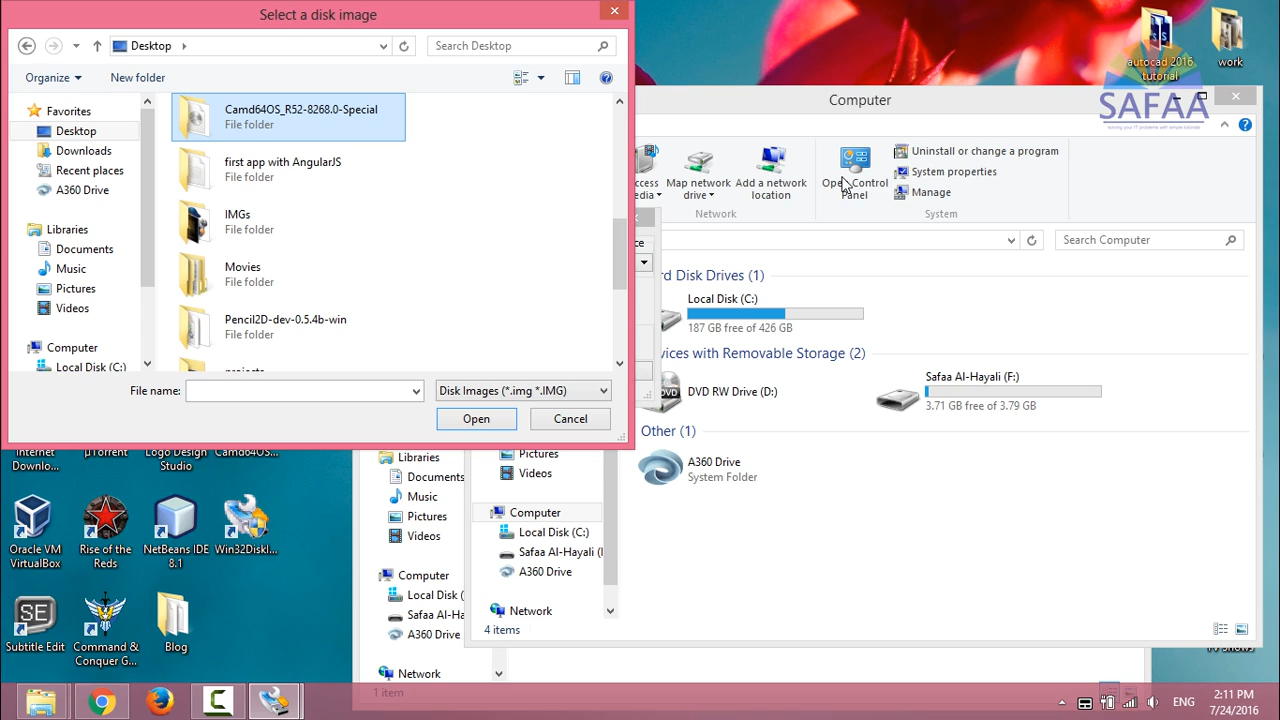 Select a disk image
Desktop
Search Desktop
Organize
New folder
Favorites
Desktop
Downloads
Recent places
A360 Drive
Libraries
Documents
Music
Pictures
Videos
Computer
Local Disk (C:)
Camd64OS_R52-8268.0-Special
File folder
first app with AngularJS
File folder
IMGs
File folder
Movies
File folder
Pencil2D-dev-0.5.4b-win
File folder
projects
File name:
Disk Images (*.img *.IMG)
Open
Cancel
autocad 2016
tutorial
work
SAFAA
Computer
Map network
drive
Add a network
location
Network
Open Control
Panel
Uninstall or change a program
System properties
Manage
System
Search Computer
rd Disk Drives (1)
Local Disk (C:)
187 GB free of 426 GB
vices with Removable Storage (2)
DVD RW Drive (D:)
Safaa Al-Hayali (F:)
3.71 GB free of 3.79 GB
Other (1)
A360 Drive
System Folder
Pictures
Videos
Computer
Local Disk (C:)
Safaa Al-Hayali (
A360 Drive
Network
4 items
Libraries
Documents
Music
Pictures
Videos
Computer
Local Disk (
Safaa Al-Ha
A360 Drive
Network
1 item
Internet
Downlo...
µTorrent
Logo Design
Studio
Camd64OS...
Oracle VM
VirtualBox
Rise of the
Reds
NetBeans IDE
8.1
Win32DiskI...
Subtitle Edit
Command &
Conquer G...
Blog
ENG
2:11 PM
7/24/2016